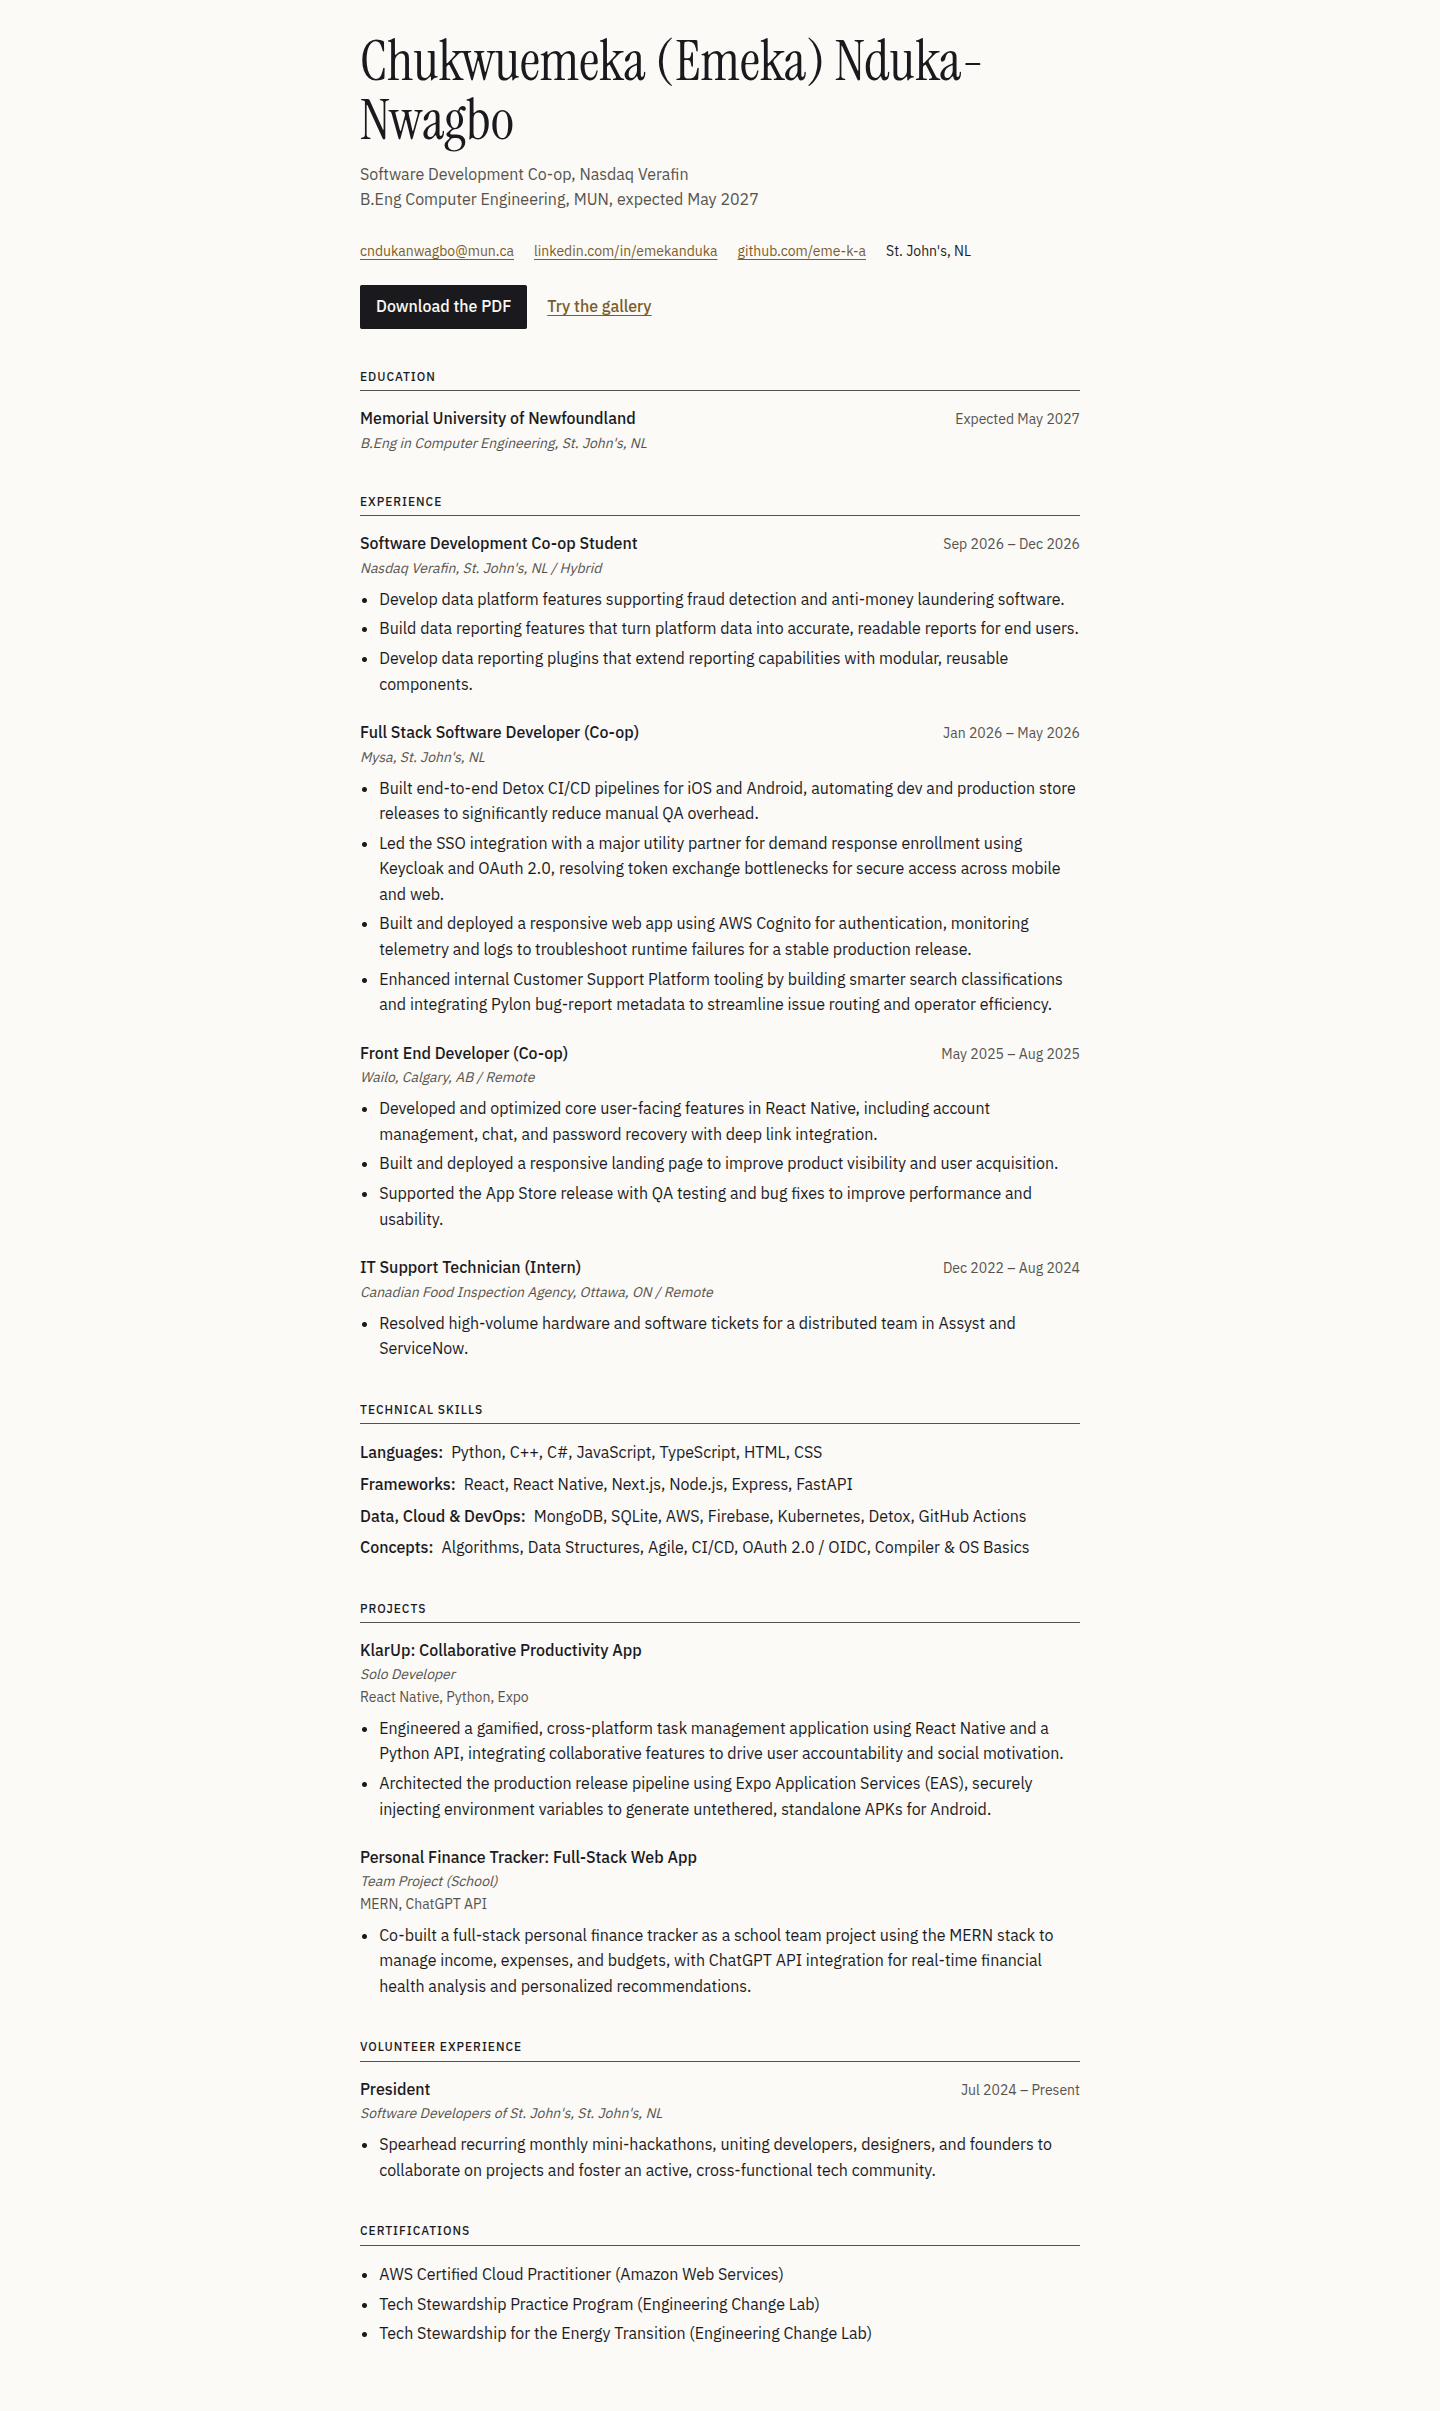 Chukwuemeka (Emeka) Nduka-
Nwagbo
Software Development Co-op, Nasdaq Verafin
B.Eng Computer Engineering, MUN, expected May 2027
cndukanwagbo@mun.ca linkedin.com/in/emekanduka github.com/eme-k-a St. John's, NL
Download the PDF Try the gallery
EDUCATION
Memorial University of Newfoundland Expected May 2027
B.Eng in Computer Engineering, St. John's, NL
EXPERIENCE
Software Development Co-op Student Sep 2026 – Dec 2026
Nasdaq Verafin, St. John's, NL / Hybrid
• Develop data platform features supporting fraud detection and anti-money laundering software.
• Build data reporting features that turn platform data into accurate, readable reports for end users.
• Develop data reporting plugins that extend reporting capabilities with modular, reusable
components.
Full Stack Software Developer (Co-op) Jan 2026 – May 2026
Mysa, St. John's, NL
• Built end-to-end Detox CI/CD pipelines for iOS and Android, automating dev and production store
releases to significantly reduce manual QA overhead.
• Led the SSO integration with a major utility partner for demand response enrollment using
Keycloak and OAuth 2.0, resolving token exchange bottlenecks for secure access across mobile
and web.
• Built and deployed a responsive web app using AWS Cognito for authentication, monitoring
telemetry and logs to troubleshoot runtime failures for a stable production release.
• Enhanced internal Customer Support Platform tooling by building smarter search classifications
and integrating Pylon bug-report metadata to streamline issue routing and operator efficiency.
Front End Developer (Co-op) May 2025 – Aug 2025
Wailo, Calgary, AB / Remote
• Developed and optimized core user-facing features in React Native, including account
management, chat, and password recovery with deep link integration.
• Built and deployed a responsive landing page to improve product visibility and user acquisition.
• Supported the App Store release with QA testing and bug fixes to improve performance and
usability.
IT Support Technician (Intern) Dec 2022 – Aug 2024
Canadian Food Inspection Agency, Ottawa, ON / Remote
• Resolved high-volume hardware and software tickets for a distributed team in Assyst and
ServiceNow.
TECHNICAL SKILLS
Languages: Python, C++, C#, JavaScript, TypeScript, HTML, CSS
Frameworks: React, React Native, Next.js, Node.js, Express, FastAPI
Data, Cloud & DevOps: MongoDB, SQLite, AWS, Firebase, Kubernetes, Detox, GitHub Actions
Concepts: Algorithms, Data Structures, Agile, CI/CD, OAuth 2.0 / OIDC, Compiler & OS Basics
PROJECTS
KlarUp: Collaborative Productivity App
Solo Developer
React Native, Python, Expo
• Engineered a gamified, cross-platform task management application using React Native and a
Python API, integrating collaborative features to drive user accountability and social motivation.
• Architected the production release pipeline using Expo Application Services (EAS), securely
injecting environment variables to generate untethered, standalone APKs for Android.
Personal Finance Tracker: Full-Stack Web App
Team Project (School)
MERN, ChatGPT API
• Co-built a full-stack personal finance tracker as a school team project using the MERN stack to
manage income, expenses, and budgets, with ChatGPT API integration for real-time financial
health analysis and personalized recommendations.
VOLUNTEER EXPERIENCE
President Jul 2024 – Present
Software Developers of St. John's, St. John's, NL
• Spearhead recurring monthly mini-hackathons, uniting developers, designers, and founders to
collaborate on projects and foster an active, cross-functional tech community.
CERTIFICATIONS
• AWS Certified Cloud Practitioner (Amazon Web Services)
• Tech Stewardship Practice Program (Engineering Change Lab)
• Tech Stewardship for the Energy Transition (Engineering Change Lab)